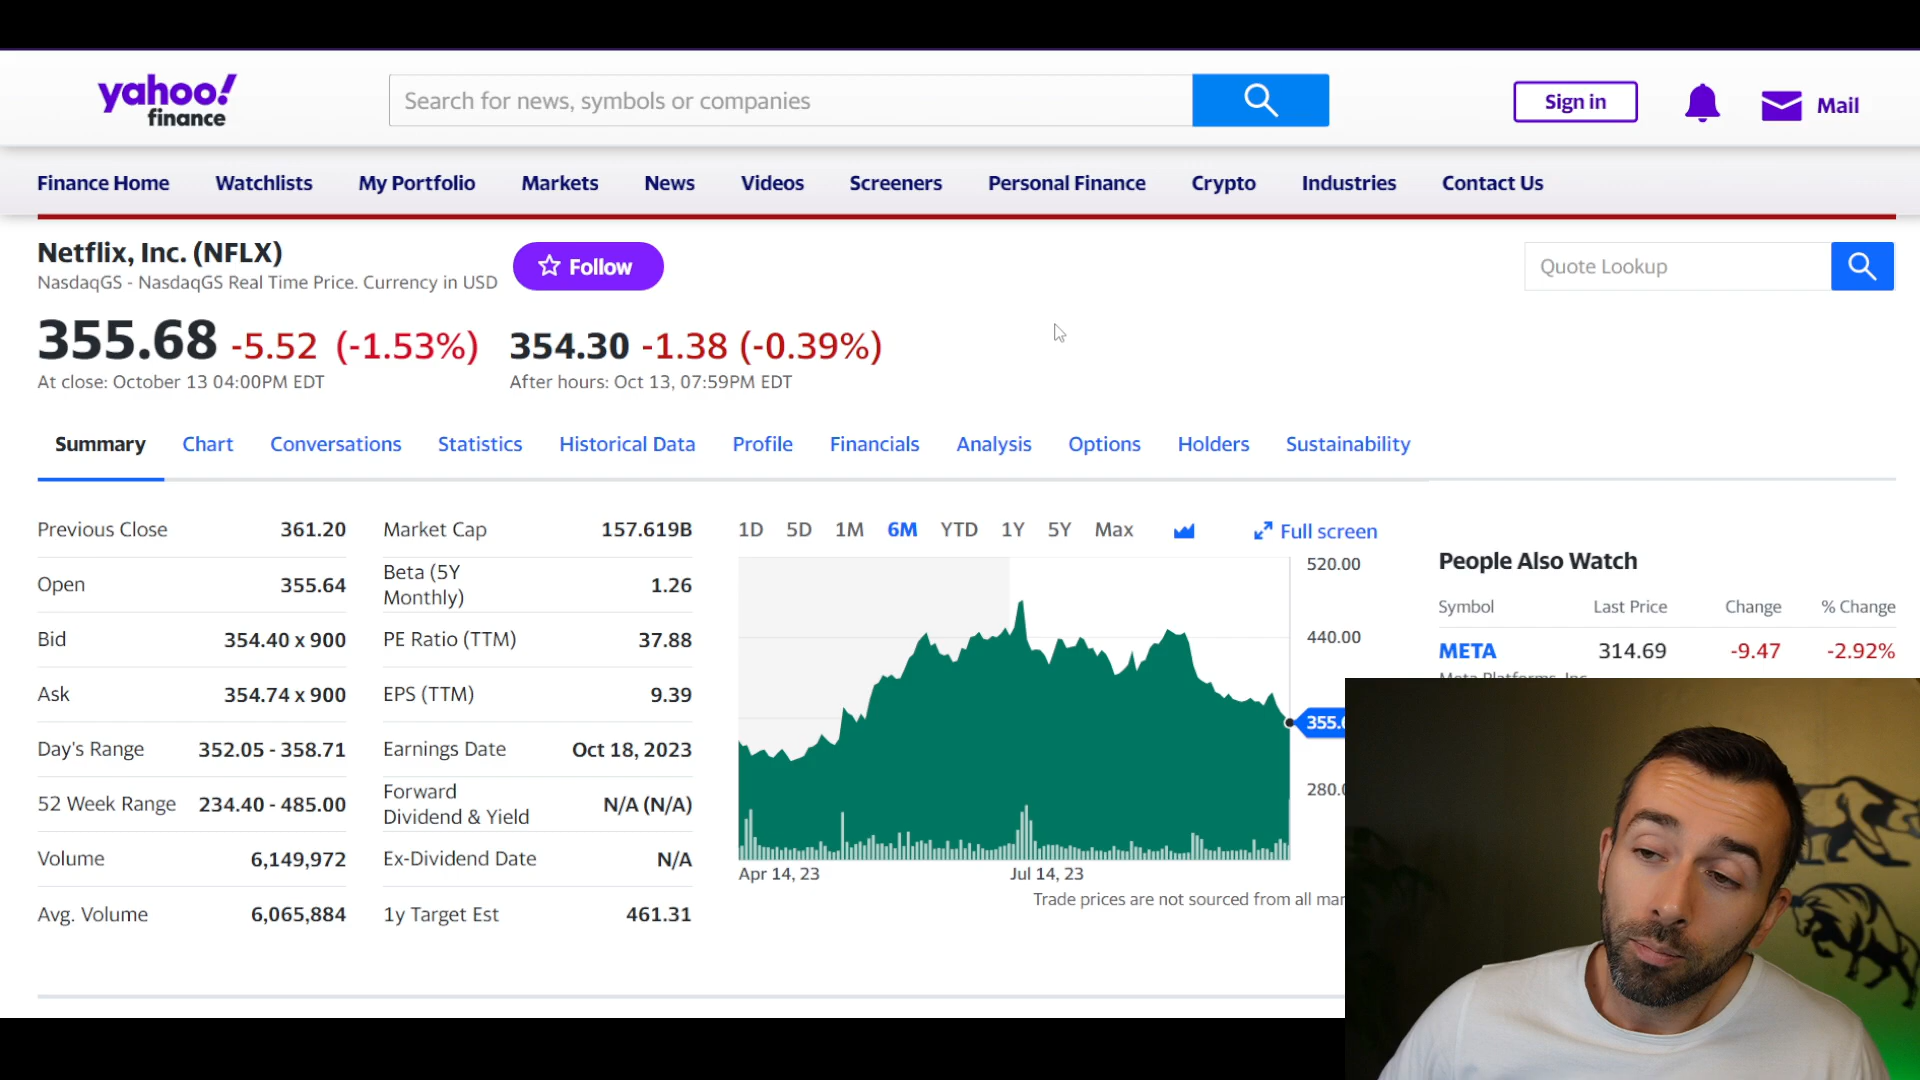 yahoo!
finance
Search for news, symbols or companies
Sign in
Mail
Finance Home
Watchlists
My Portfolio
Markets
News
Videos
Screeners
Personal Finance
Crypto
Industries
Contact Us
Netflix, Inc. (NFLX)
NasdaqGS - NasdaqGS Real Time Price. Currency in USD
Follow
Quote Lookup
355.68 -5.52 (-1.53%)
At close: October 13 04:00PM EDT
354.30 -1.38 (-0.39%)
After hours: Oct 13, 07:59PM EDT
Summary
Chart
Conversations
Statistics
Historical Data
Profile
Financials
Analysis
Options
Holders
Sustainability
Previous Close 361.20
Open 355.64
Bid 354.40 x 900
Ask 354.74 x 900
Day's Range 352.05 - 358.71
52 Week Range 234.40 - 485.00
Volume 6,149,972
Avg. Volume 6,065,884
Market Cap 157.619B
Beta (5Y
Monthly) 1.26
PE Ratio (TTM) 37.88
EPS (TTM) 9.39
Earnings Date Oct 18, 2023
Forward
Dividend & Yield N/A (N/A)
Ex-Dividend Date N/A
1y Target Est 461.31
1D 5D 1M 6M YTD 1Y 5Y Max
Full screen
520.00
440.00
355.6
280.0
Apr 14, 23
Jul 14, 23
Trade prices are not sourced from all mar
People Also Watch
Symbol Last Price Change % Change
META 314.69 -9.47 -2.92%
Meta Platforms, Inc.